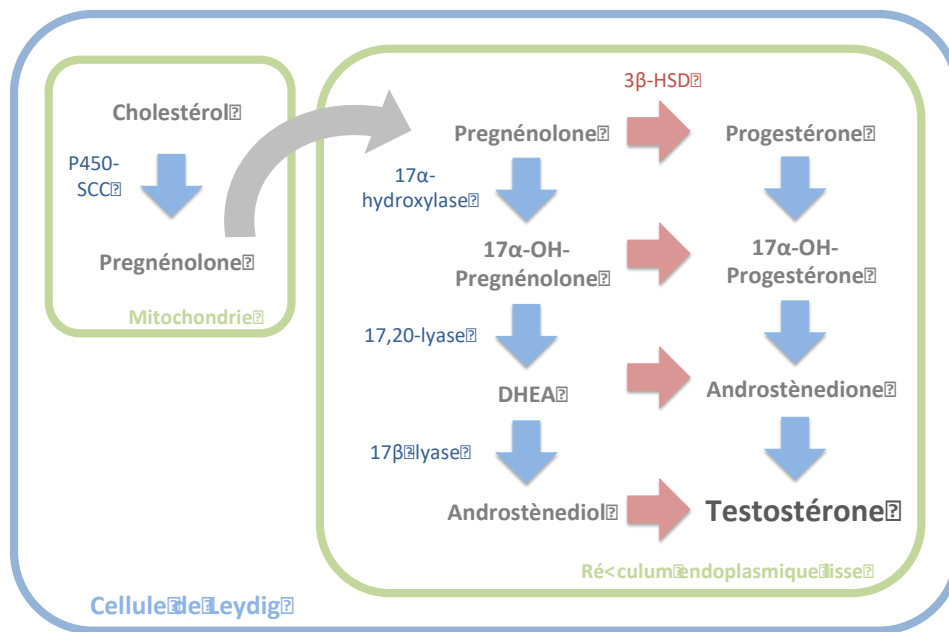 3β-HSD
Cholestérol
Pregnénolone
Progestérone
P450-
SCC
17α-
hydroxylase
Pregnénolone
17α-OH-
Pregnénolone
17α-OH-
Progestérone
Mitochondrie
17,20-lyase
DHEA
Androstènedione
17β lyase
Androstènediol
Testostérone
Ré<culum endoplasmique lisse
Cellule de Leydig